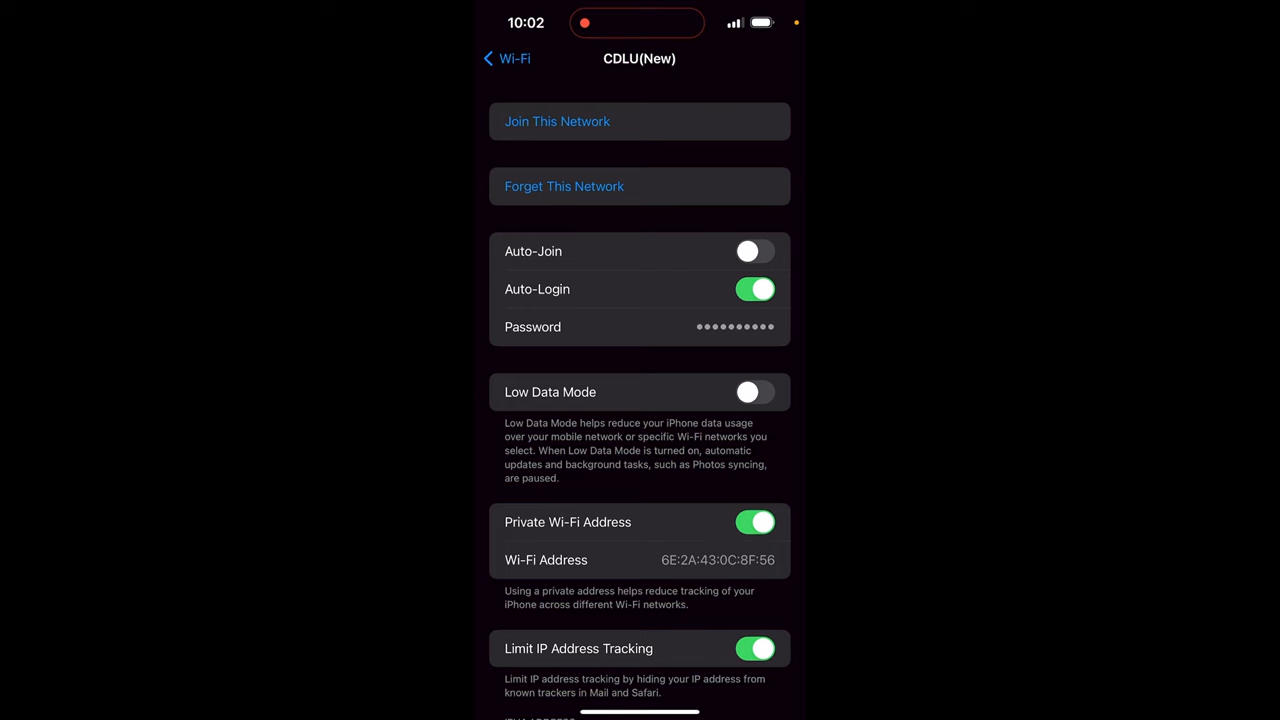 10:02
Wi-Fi
CDLU(New)
Join This Network
Forget This Network
Auto-Join
Auto-Login
Password ●●●●●●●●●●
Low Data Mode
Low Data Mode helps reduce your iPhone data usage
over your mobile network or specific Wi-Fi networks you
select. When Low Data Mode is turned on, automatic
updates and background tasks, such as Photos syncing,
are paused.
Private Wi-Fi Address
Wi-Fi Address 6E:2A:43:0C:8F:56
Using a private address helps reduce tracking of your
iPhone across different Wi-Fi networks.
Limit IP Address Tracking
Limit IP address tracking by hiding your IP address from
known trackers in Mail and Safari.